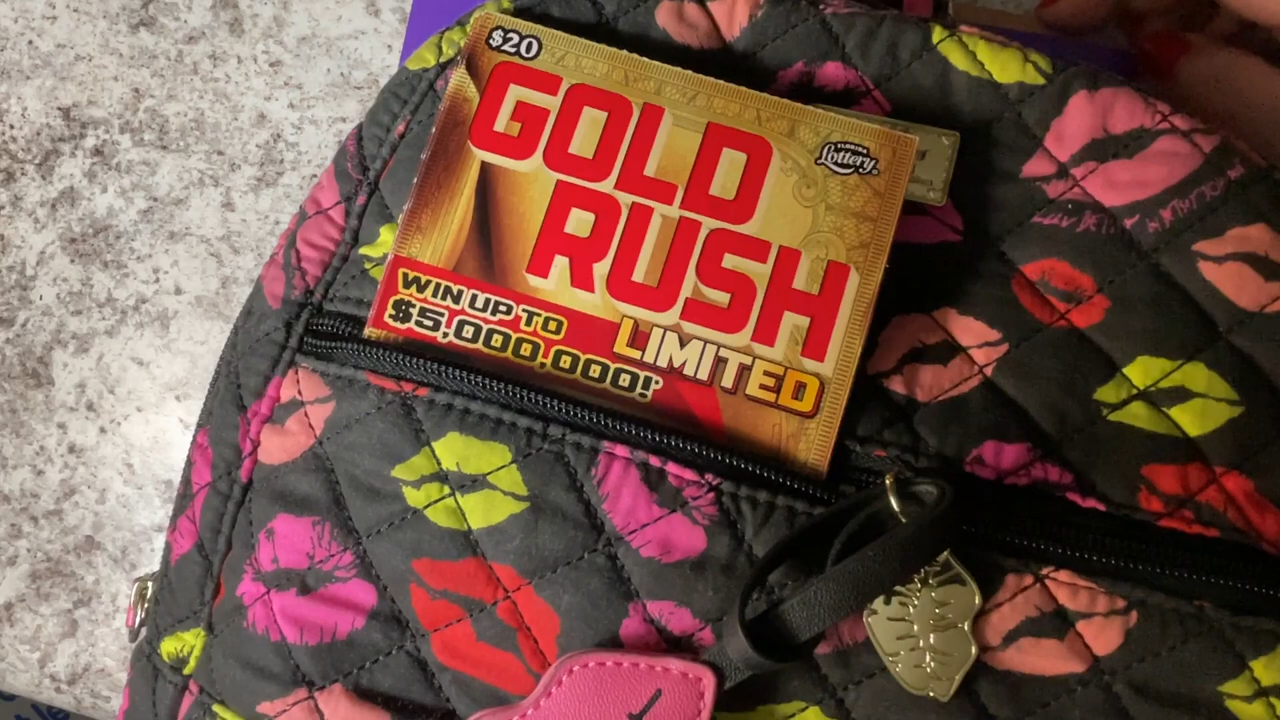 $20
GOLD
RUSH
FLORIDA
Lottery
WIN UP TO
$5,000,000!*
LIMITED